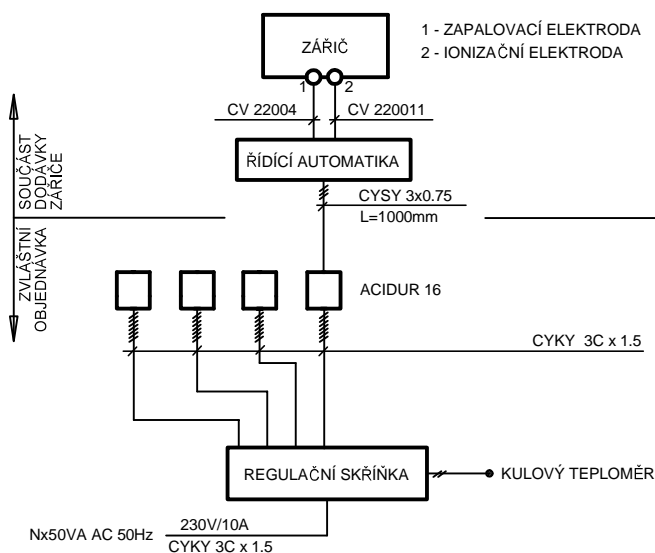 ZÁŘIČ
1 - ZAPALOVACÍ ELEKTRODA
2 - IONIZAČNÍ ELEKTRODA
1
2
CV 22004
CV 220011
ŘÍDÍCÍ AUTOMATIKA
SOUČÁST
DODÁVKY
ZÁŘIČE
CYSY 3x0.75
L=1000mm
ZVLÁŠTNÍ
OBJEDNÁVKA
ACIDUR 16
CYKY 3C x 1.5
REGULAČNÍ SKŘÍŇKA
KULOVÝ TEPLOMĚR
Nx50VA AC 50Hz
230V/10A
CYKY 3C x 1.5